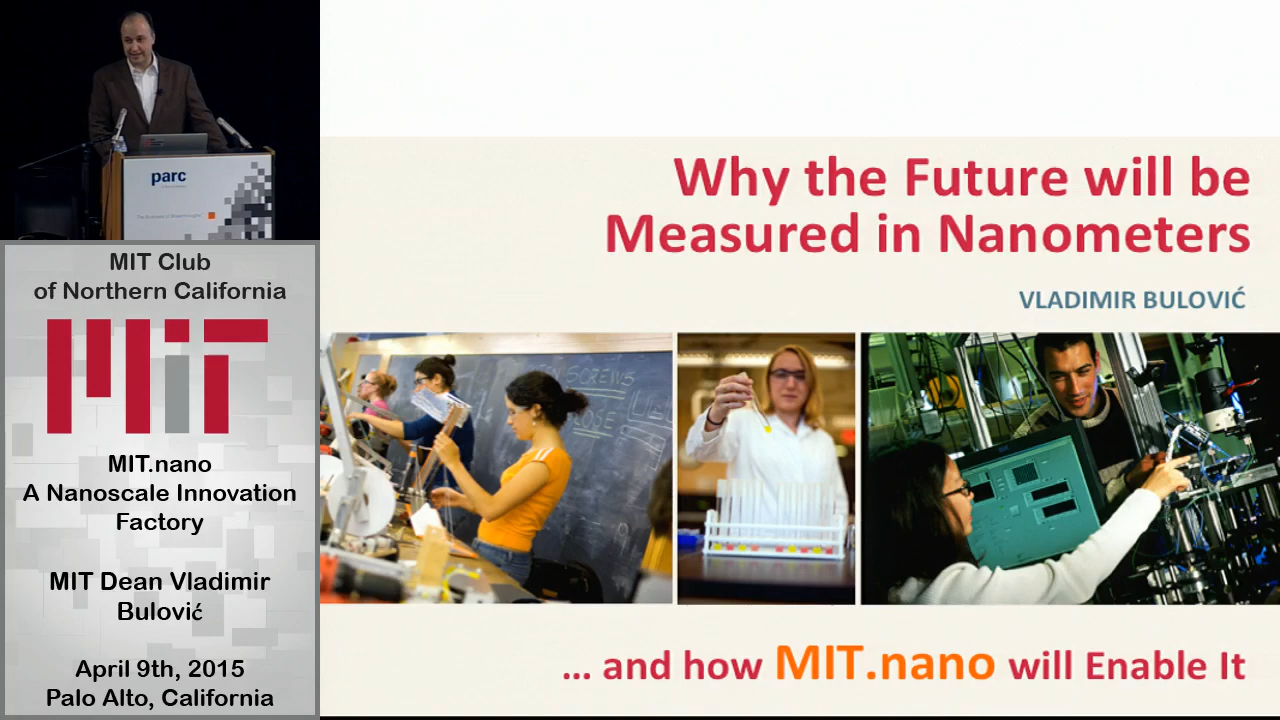 parc
MIT Club
of Northern California
MIT
MIT.nano
A Nanoscale Innovation
Factory
MIT Dean Vladimir
Bulović
April 9th, 2015
Palo Alto, California
Why the Future will be
Measured in Nanometers
VLADIMIR BULOVIĆ
SCREWS
... and how MIT.nano will Enable It